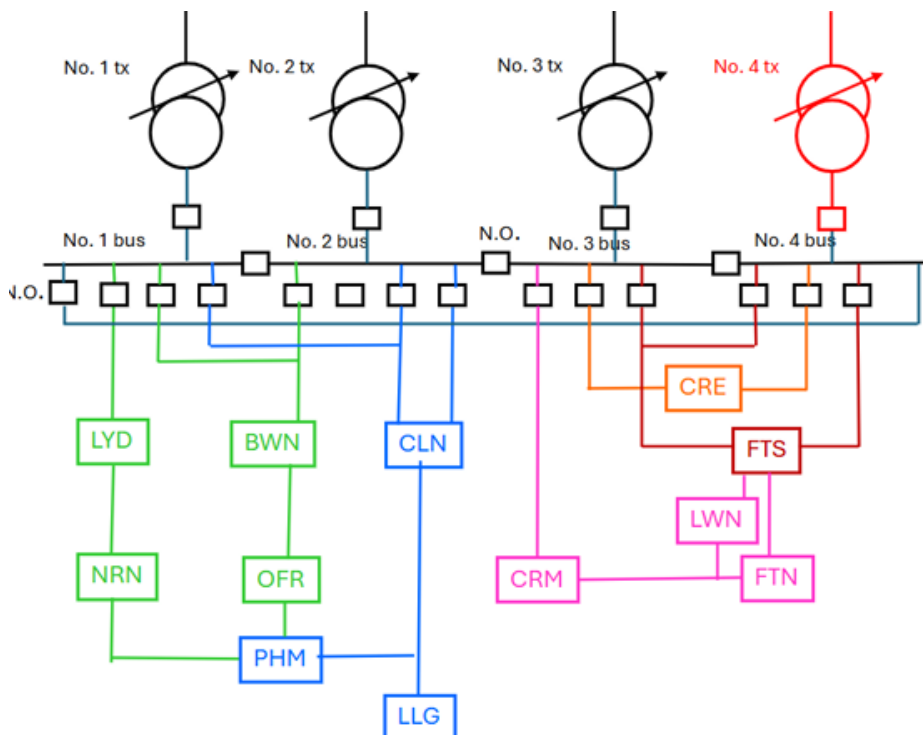 No. 1 tx
No. 2 tx
No. 3 tx
No. 4 tx
No. 1 bus
No. 2 bus
N.O.
No. 3 bus
No. 4 bus
N.O.
CRE
LYD
BWN
CLN
FTS
LWN
NRN
OFR
CRM
FTN
PHM
LLG